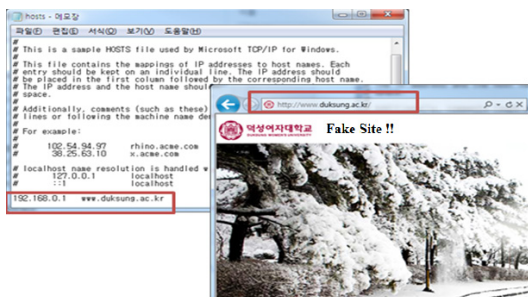 hosts - 메모장
파일(F) 편집(E) 서식(O) 보기(V) 도움말(H)
#
# This is a sample HOSTS file used by Microsoft TCP/IP for Windows.
#
# This file contains the mappings of IP addresses to host names. Each
# entry should be kept on an individual line. The IP address should
# be placed in the first column followed by the corresponding host name.
# The IP address and the host name shoul
# space.
#
# Additionally, comments (such as these)
# lines or following the machine name de
#
# For example:
#
# 102.54.94.97 rhino.acme.com
# 38.25.63.10 x.acme.com
# localhost name resolution is handled w
# 127.0.0.1 localhost
# ::1 localhost
192.168.0.1 www.duksung.ac.kr
http://www.duksung.ac.kr/
덕성여자대학교 Fake Site !!
DUKSUNG WOMEN'S UNIVERSITY